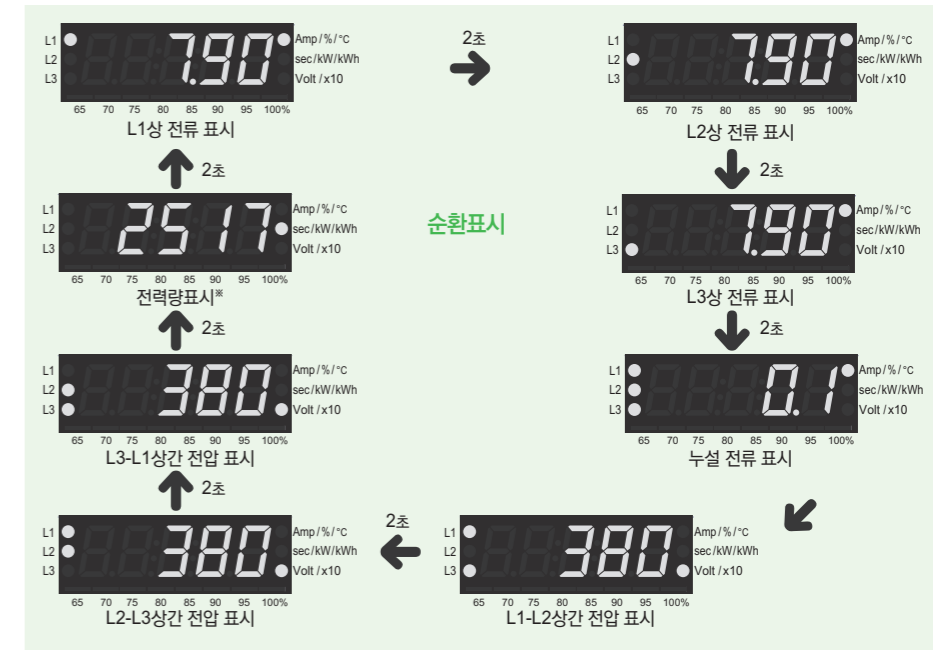 L1 7.90 Amp/%/°C
L2 sec/kW/kWh
L3 Volt/x10
65 70 75 80 85 90 95 100%
L1상 전류 표시
2초
L1 7.90 Amp/%/°C
L2 sec/kW/kWh
L3 Volt/x10
65 70 75 80 85 90 95 100%
L2상 전류 표시
2초
2초
L1 2517 Amp/%/°C
L2 sec/kW/kWh
L3 Volt/x10
65 70 75 80 85 90 95 100%
전력량표시※
순환표시
L1 7.90 Amp/%/°C
L2 sec/kW/kWh
L3 Volt/x10
65 70 75 80 85 90 95 100%
L3상 전류 표시
2초
2초
L1 380 Amp/%/°C
L2 sec/kW/kWh
L3 Volt/x10
65 70 75 80 85 90 95 100%
L3-L1상간 전압 표시
L1 0.1 Amp/%/°C
L2 sec/kW/kWh
L3 Volt/x10
65 70 75 80 85 90 95 100%
누설 전류 표시
2초
L1 380 Amp/%/°C
L2 sec/kW/kWh
L3 Volt/x10
65 70 75 80 85 90 95 100%
L2-L3상간 전압 표시
2초
L1 380 Amp/%/°C
L2 sec/kW/kWh
L3 Volt/x10
65 70 75 80 85 90 95 100%
L1-L2상간 전압 표시